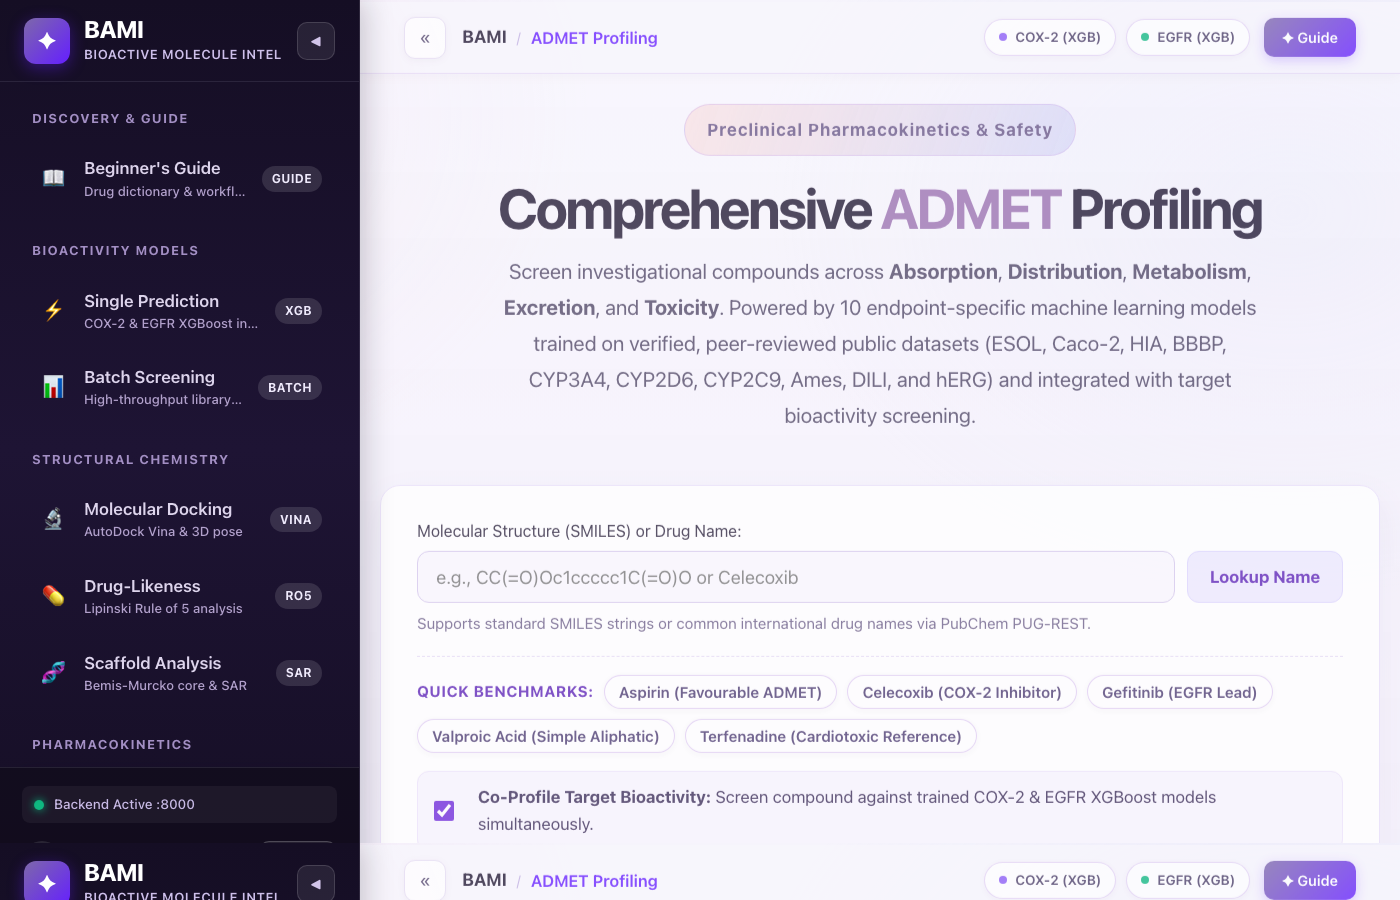 BAMI
BIOACTIVE MOLECULE INTEL
DISCOVERY & GUIDE
Beginner's Guide
Drug dictionary & workfl...
GUIDE
BIOACTIVITY MODELS
Single Prediction
COX-2 & EGFR XGBoost in...
XGB
Batch Screening
High-throughput library...
BATCH
STRUCTURAL CHEMISTRY
Molecular Docking
AutoDock Vina & 3D pose
VINA
Drug-Likeness
Lipinski Rule of 5 analysis
RO5
Scaffold Analysis
Bemis-Murcko core & SAR
SAR
PHARMACOKINETICS
Backend Active :8000
BAMI
BIOACTIVE MOLECULE INTEL
« BAMI / ADMET Profiling
COX-2 (XGB)
EGFR (XGB)
✦ Guide
Preclinical Pharmacokinetics & Safety
Comprehensive ADMET Profiling
Screen investigational compounds across Absorption, Distribution, Metabolism,
Excretion, and Toxicity. Powered by 10 endpoint-specific machine learning models
trained on verified, peer-reviewed public datasets (ESOL, Caco-2, HIA, BBBP,
CYP3A4, CYP2D6, CYP2C9, Ames, DILI, and hERG) and integrated with target
bioactivity screening.
Molecular Structure (SMILES) or Drug Name:
e.g., CC(=O)Oc1ccccc1C(=O)O or Celecoxib
Lookup Name
Supports standard SMILES strings or common international drug names via PubChem PUG-REST.
QUICK BENCHMARKS:
Aspirin (Favourable ADMET)
Celecoxib (COX-2 Inhibitor)
Gefitinib (EGFR Lead)
Valproic Acid (Simple Aliphatic)
Terfenadine (Cardiotoxic Reference)
Co-Profile Target Bioactivity: Screen compound against trained COX-2 & EGFR XGBoost models
simultaneously.
« BAMI / ADMET Profiling
COX-2 (XGB)
EGFR (XGB)
✦ Guide